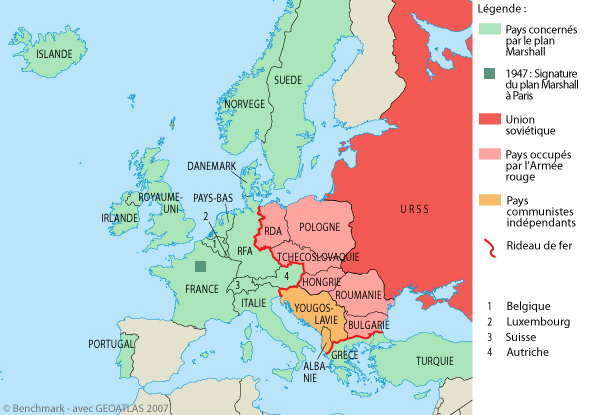 Légende :
Pays concernés
par le plan
Marshall
1947 : Signature
du plan Marshall
à Paris
Union
soviétique
Pays occupés
par l'Armée
rouge
Pays
communistes
indépendants
Rideau de fer
1 Belgique
2 Luxembourg
3 Suisse
4 Autriche
ISLANDE
SUEDE
NORVEGE
DANEMARK
ROYAUME-
UNI
PAYS-BAS
IRLANDE
2
1
URSS
POLOGNE
RDA
RFA
TCHECOSLOVAQUIE
4
HONGRIE
3
FRANCE
ROUMANIE
ITALIE
YOUGOS-
LAVIE
BULGARIE
PORTUGAL
ALBA-
NIE
GRECE
TURQUIE
© Benchmark - avec GEOATLAS 2007